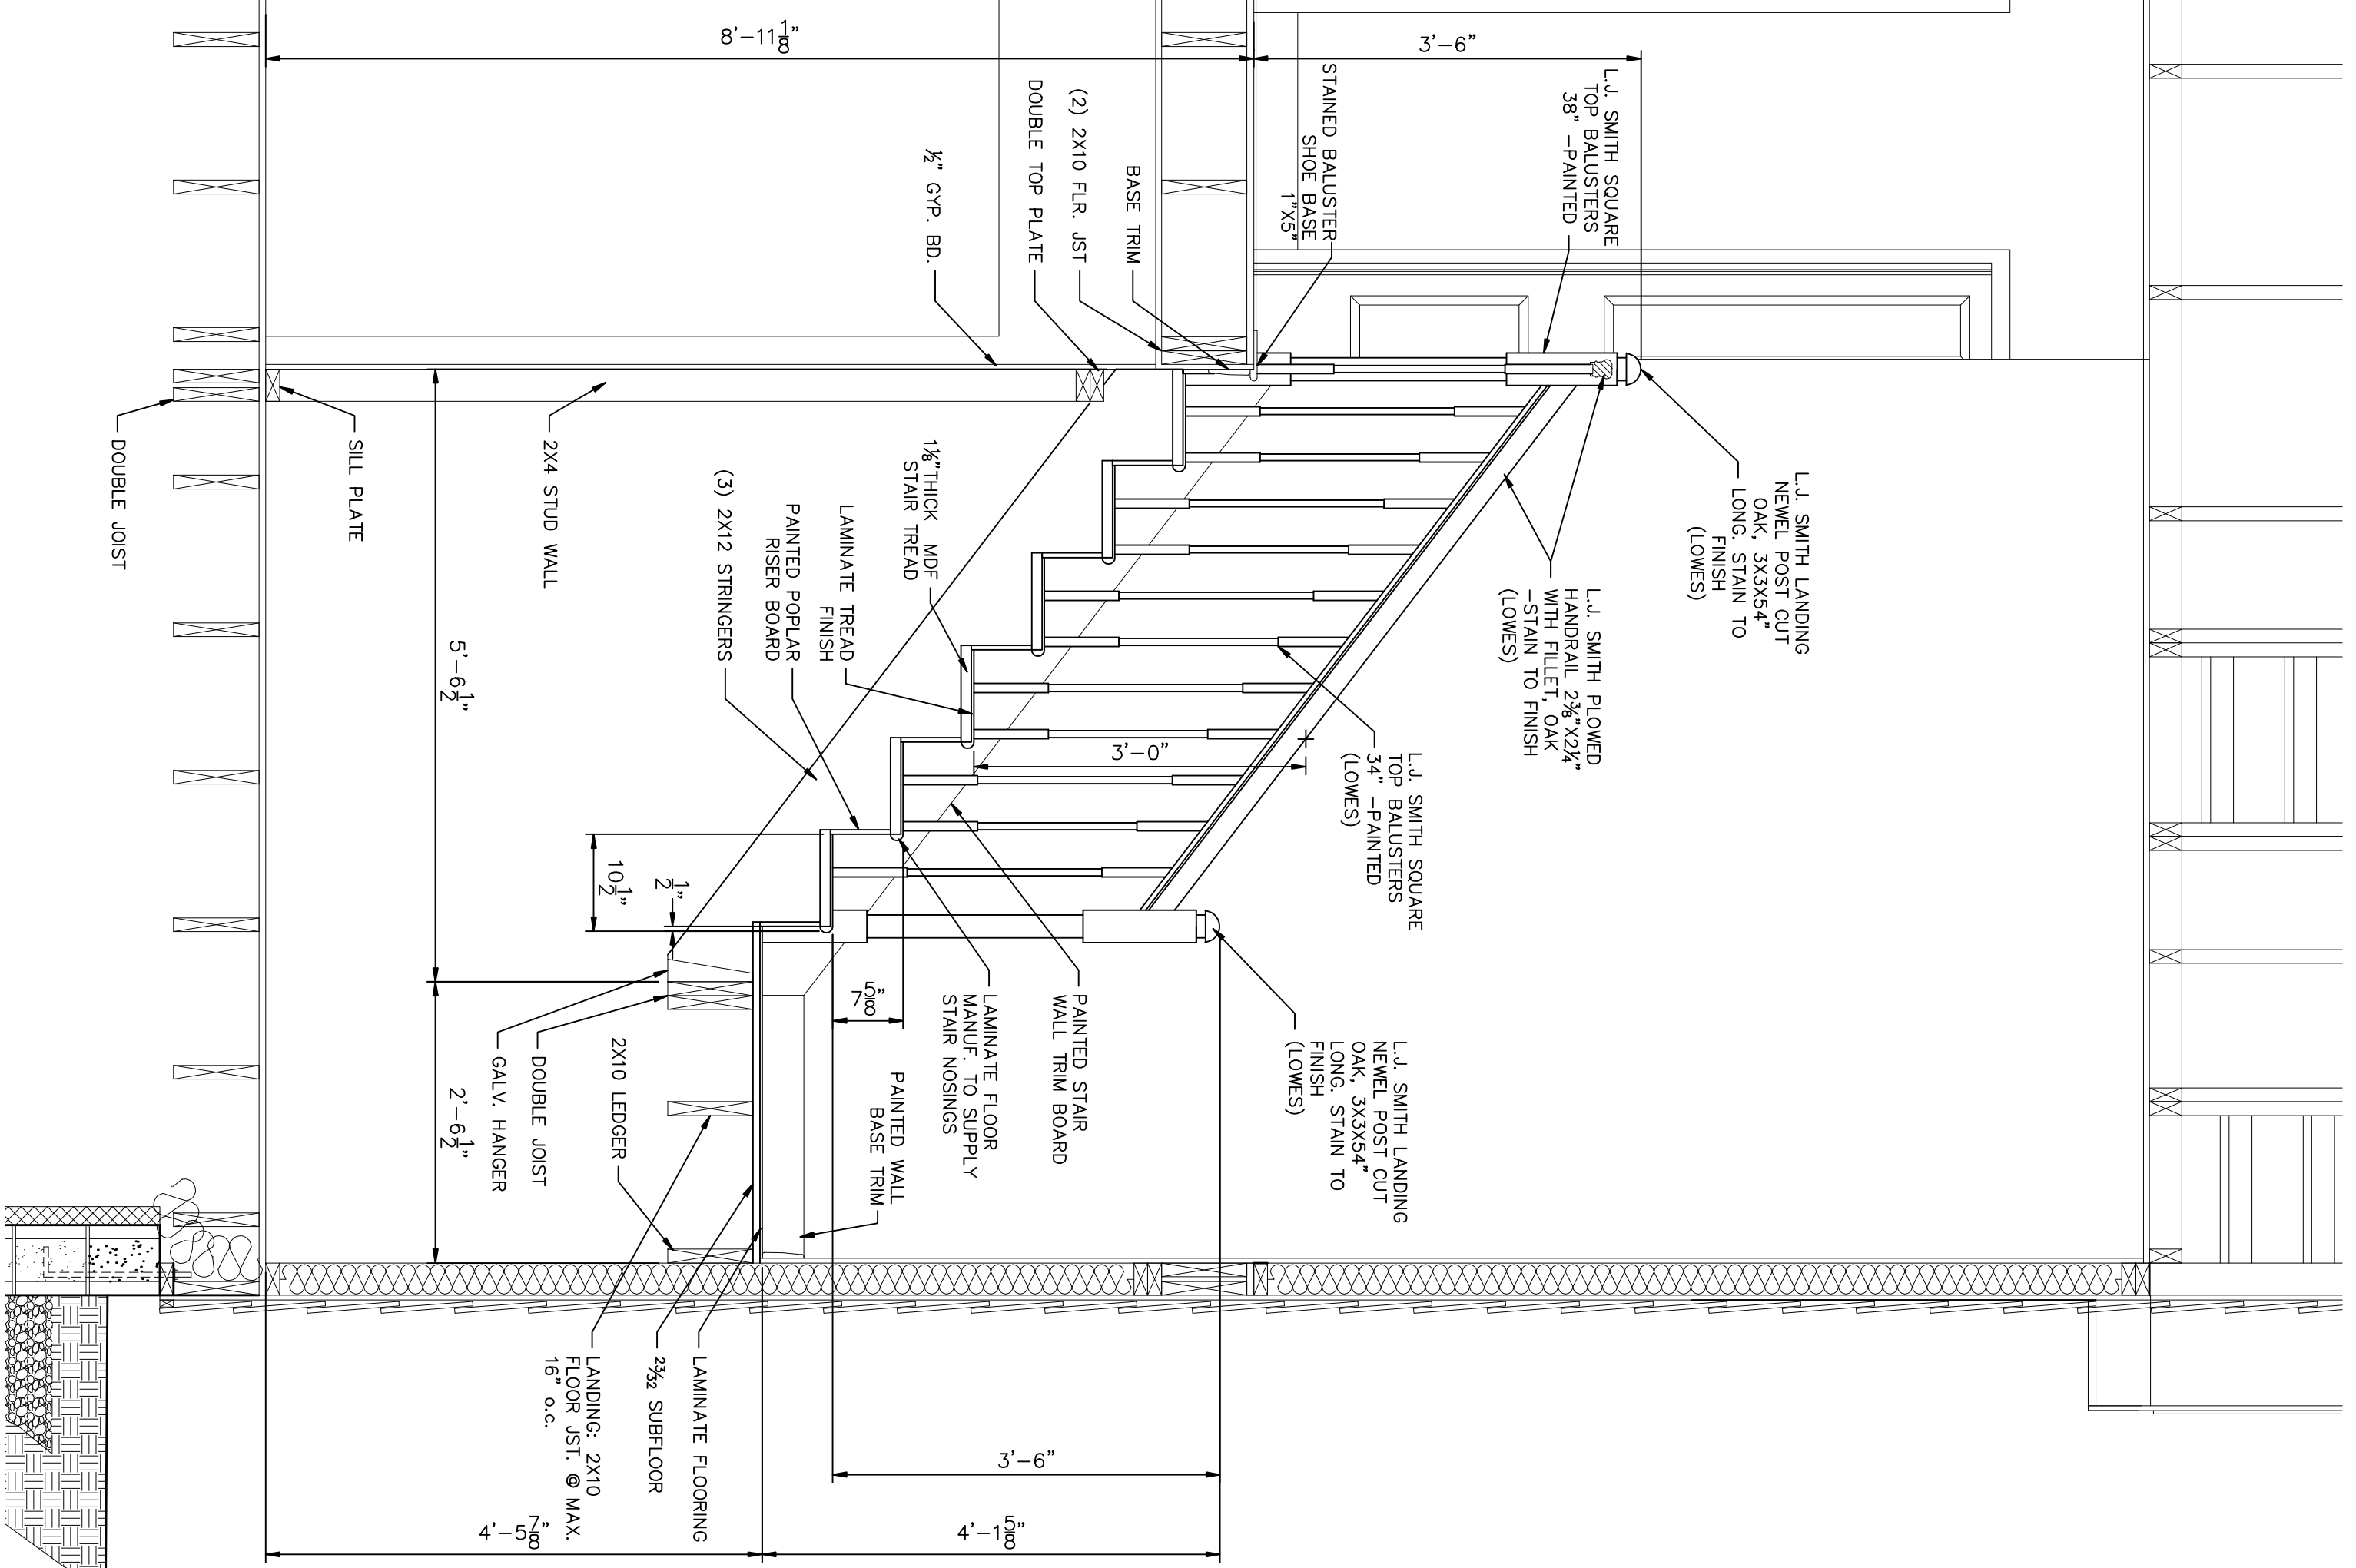 8'-11 1/8"
3'-6"
L.J. SMITH SQUARE
TOP BALUSTERS
38" -PAINTED
STAINED BALUSTER
SHOE BASE
1"X5"
BASE TRIM
(2) 2X10 FLR. JST
DOUBLE TOP PLATE
½" GYP. BD.
L.J. SMITH LANDING
NEWEL POST CUT
OAK, 3X3X54"
LONG. STAIN TO
FINISH
(LOWES)
L.J. SMITH PLOWED
HANDRAIL 2⅜"X2¼"
WITH FILLET, OAK
-STAIN TO FINISH
(LOWES)
L.J. SMITH SQUARE
TOP BALUSTERS
34" -PAINTED
(LOWES)
3'-0"
1⅛"THICK MDF
STAIR TREAD
LAMINATE TREAD
FINISH
PAINTED POPLAR
RISER BOARD
(3) 2X12 STRINGERS
2X4 STUD WALL
SILL PLATE
DOUBLE JOIST
5'-6 1/2"
10 1/2"
1/2"
7 5/8"
L.J. SMITH LANDING
NEWEL POST CUT
OAK, 3X3X54"
LONG. STAIN TO
FINISH
(LOWES)
PAINTED STAIR
WALL TRIM BOARD
LAMINATE FLOOR
MANUF. TO SUPPLY
STAIR NOSINGS
PAINTED WALL
BASE TRIM
2X10 LEDGER
DOUBLE JOIST
GALV. HANGER
2'-6 1/2"
LAMINATE FLOORING
23/32 SUBFLOOR
LANDING: 2X10
FLOOR JST. @ MAX.
16" o.c.
3'-6"
4'-1 5/8"
4'-5 7/8"